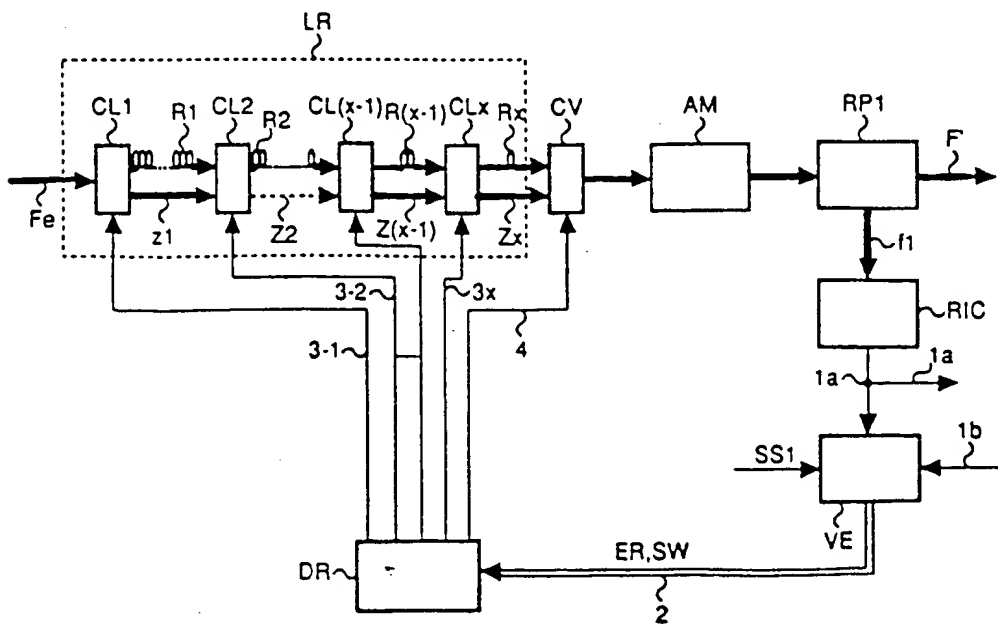 LR
CL1 R1 CL2 R2 CL(x-1) R(x-1) CLx Rx CV AM RP1 F
Fe z1 Z2 Z(x-1) Zx f1
3-2 3x RIC
3-1 4 1a 1a
SS1 1b
VE
DR ER,SW
2